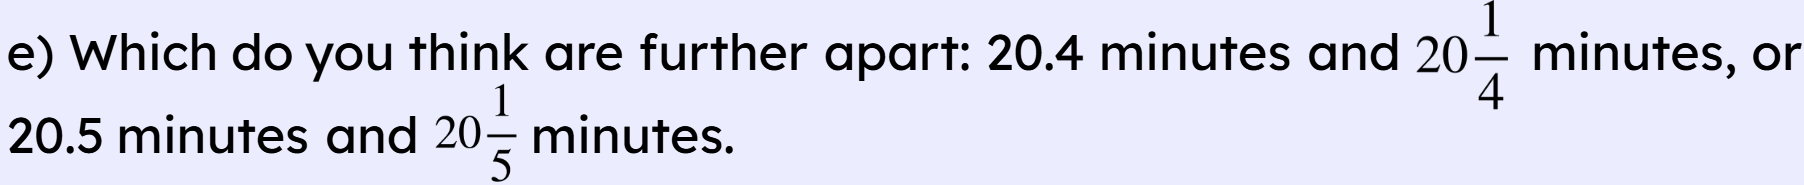 e) Which do you think are further apart: 20.4 minutes and 20 1/4 minutes, or
20.5 minutes and 20 1/5 minutes.